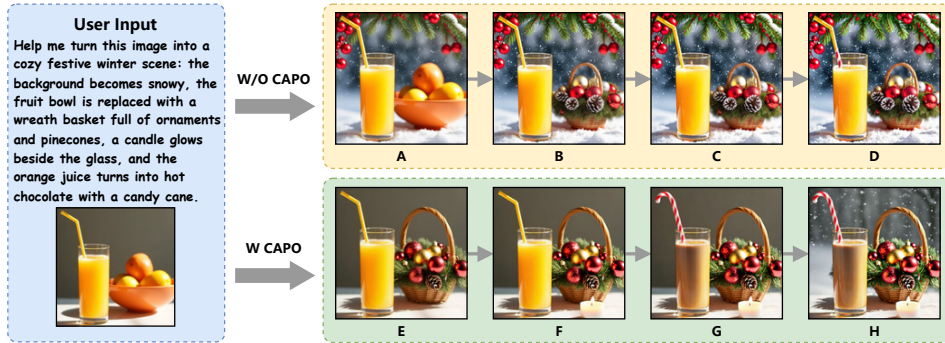 User Input
Help me turn this image into a
cozy festive winter scene: the
background becomes snowy, the
fruit bowl is replaced with a
wreath basket full of ornaments
and pinecones, a candle glows
beside the glass, and the
orange juice turns into hot
chocolate with a candy cane.
W/O CAPO
A
B
C
D
W CAPO
E
F
G
H